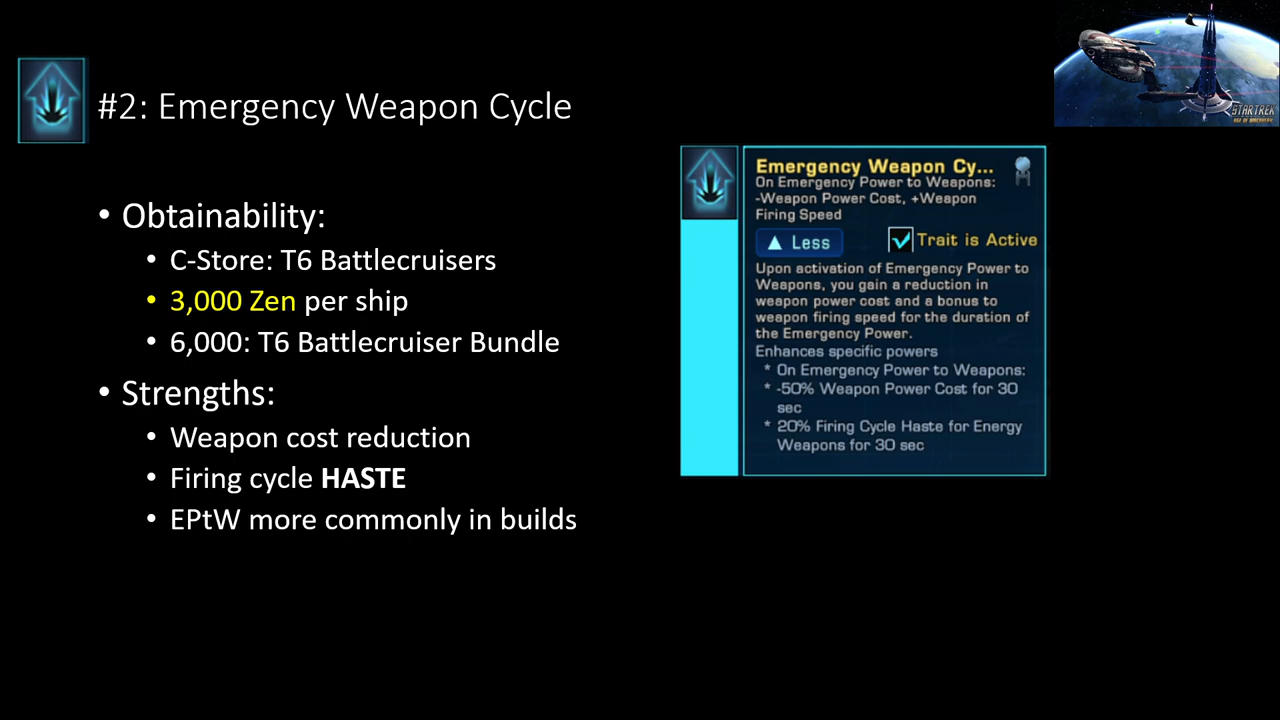 #2: Emergency Weapon Cycle
• Obtainability:
• C-Store: T6 Battlecruisers
• 3,000 Zen per ship
• 6,000: T6 Battlecruiser Bundle
• Strengths:
• Weapon cost reduction
• Firing cycle HASTE
• EPtW more commonly in builds
Emergency Weapon Cy...
On Emergency Power to Weapons:
-Weapon Power Cost, +Weapon
Firing Speed
▲ Less
Trait is Active
Upon activation of Emergency Power to
Weapons, you gain a reduction in
weapon power cost and a bonus to
weapon firing speed for the duration of
the Emergency Power.
Enhances specific powers
* On Emergency Power to Weapons:
* -50% Weapon Power Cost for 30
sec
* 20% Firing Cycle Haste for Energy
Weapons for 30 sec
STAR TREK
AGE OF DISCOVERY